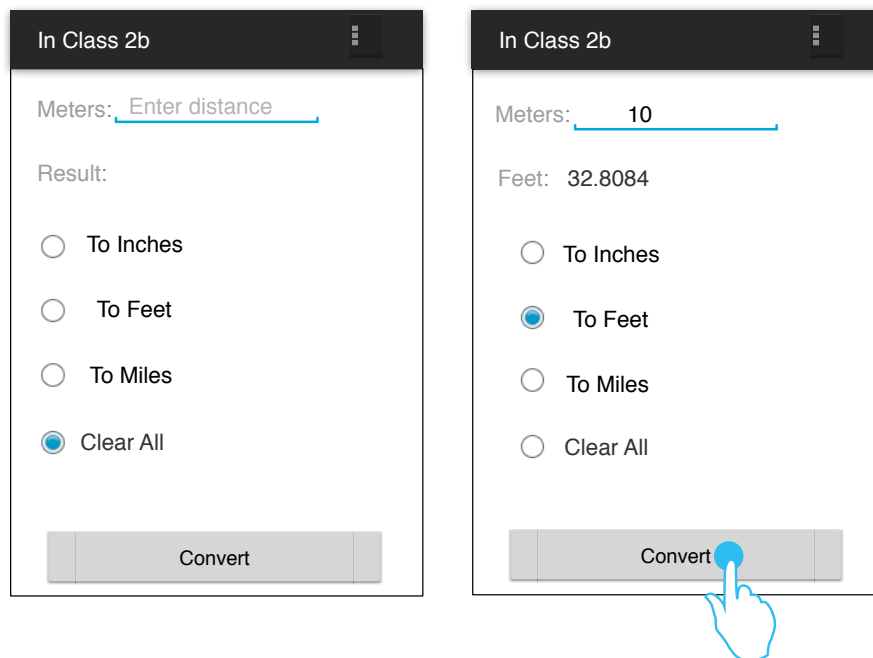 In Class 2b
Meters: Enter distance
Result:
To Inches
To Feet
To Miles
Clear All
Convert
In Class 2b
Meters: 10
Feet: 32.8084
To Inches
To Feet
To Miles
Clear All
Convert